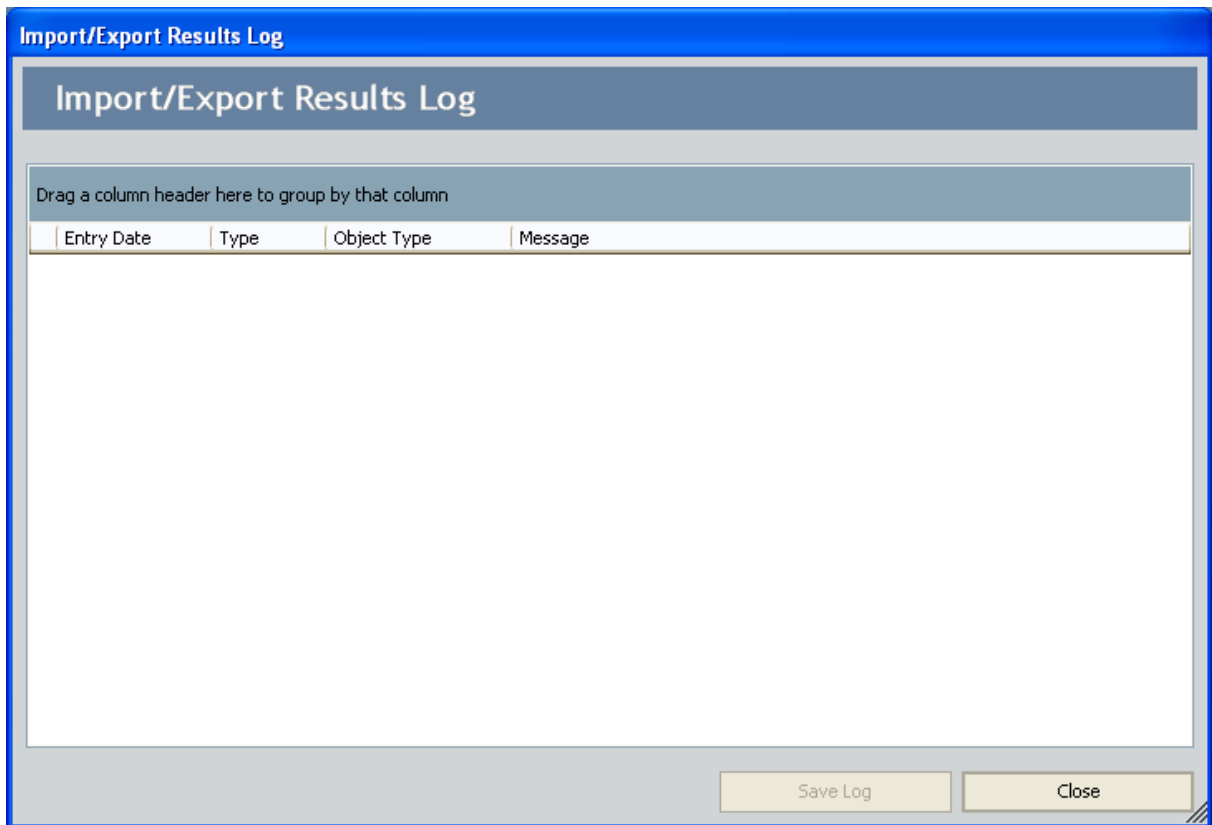 Import/Export Results Log
Import/Export Results Log
Drag a column header here to group by that column
Entry Date Type Object Type Message
Save Log Close